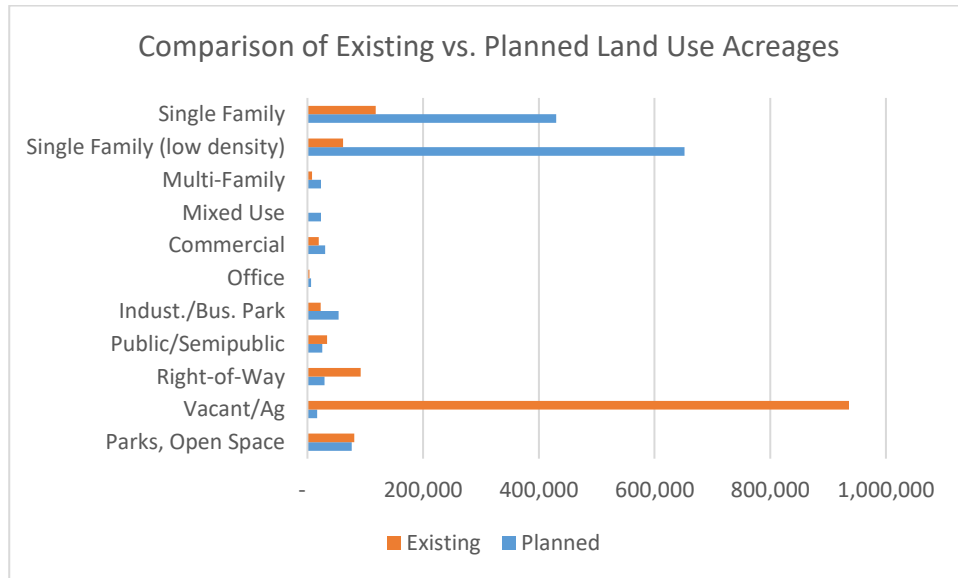 Comparison of Existing vs. Planned Land Use Acreages
Single Family
Single Family (low density)
Multi-Family
Mixed Use
Commercial
Office
Indust./Bus. Park
Public/Semipublic
Right-of-Way
Vacant/Ag
Parks, Open Space
- 200,000 400,000 600,000 800,000 1,000,000
Existing Planned